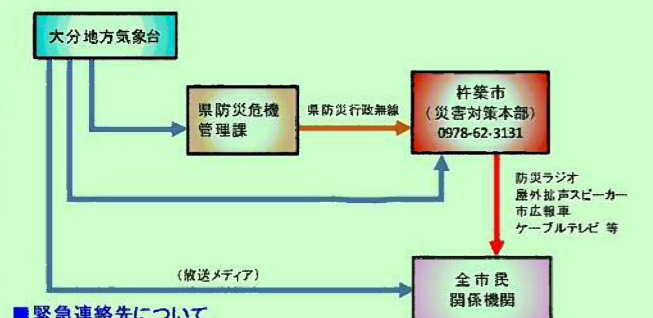 大分地方気象台
県防災危機
管理課
県防災行政無線
杵築市
(災害対策本部)
0978-62-3131
防災ラジオ
屋外拡声スピーカー
市広報車
ケーブルテレビ 等
(放送メディア)
全市民
関係機関
■緊急連絡先について